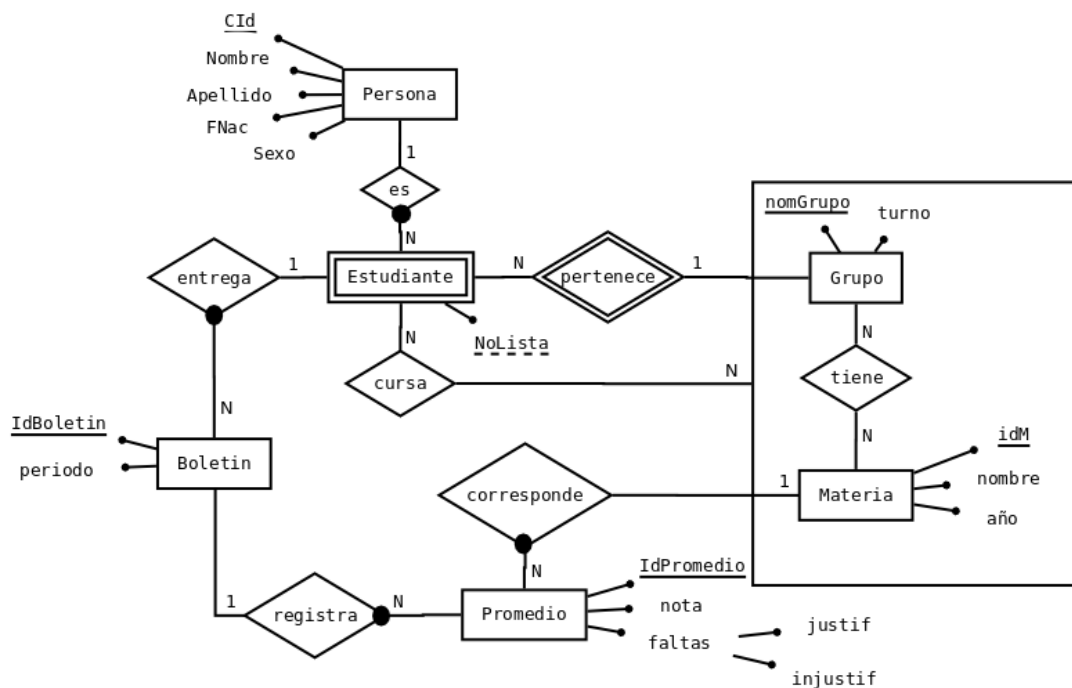 CId
Nombre
Apellido
FNac
Sexo
Persona
1
es
N
nomGrupo
turno
entrega
1
Estudiante
N
pertenece
1
Grupo
NoLista
N
N
cursa
N
tiene
N
N
IdBoletin
periodo
Boletin
corresponde
1
Materia
idM
nombre
año
N
IdPromedio
1
registra
N
Promedio
nota
faltas
justif
injustif